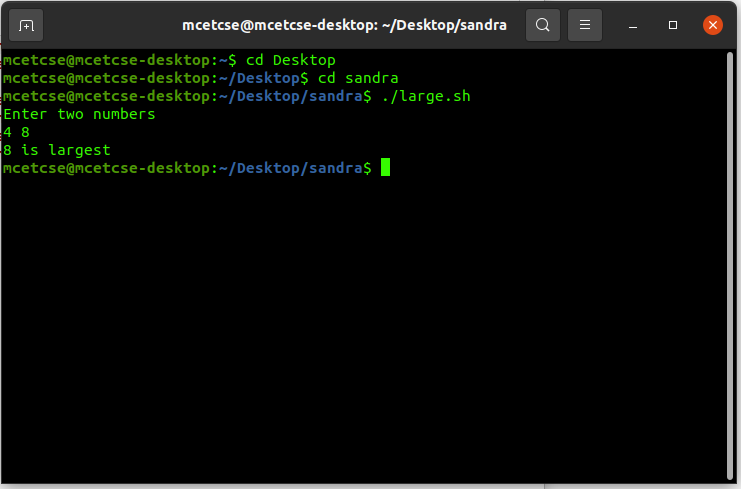 mcetcse@mcetcse-desktop: ~/Desktop/sandra
mcetcse@mcetcse-desktop:~$ cd Desktop
mcetcse@mcetcse-desktop:~/Desktop$ cd sandra
mcetcse@mcetcse-desktop:~/Desktop/sandra$ ./large.sh
Enter two numbers
4 8
8 is largest
mcetcse@mcetcse-desktop:~/Desktop/sandra$